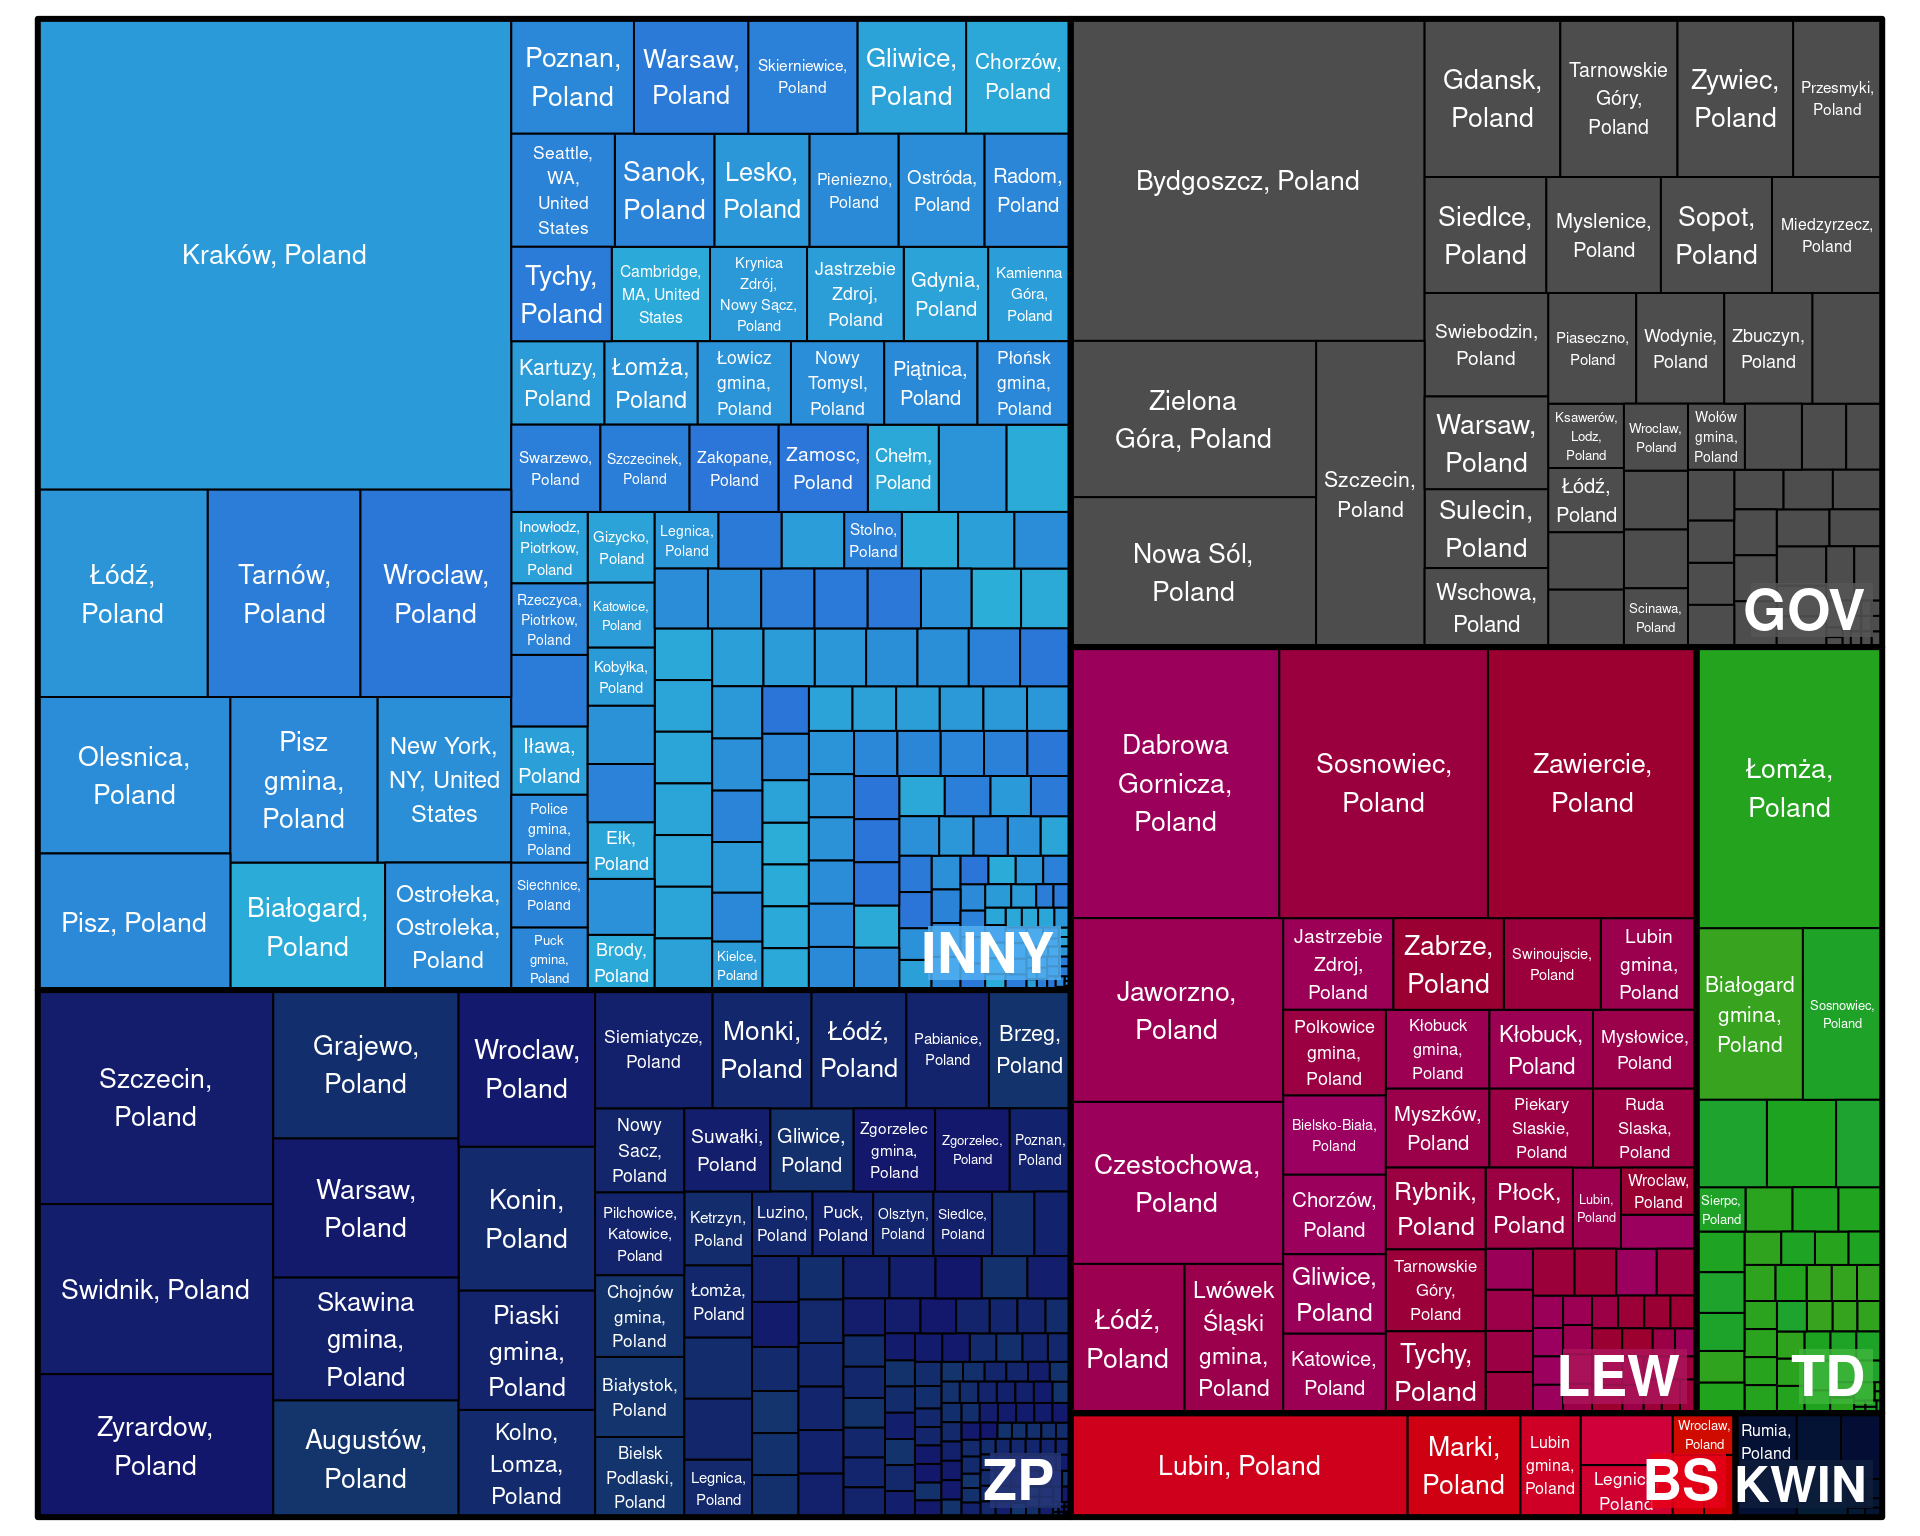 Kraków, Poland
Poznan,
Poland
Warsaw,
Poland
Skierniewice,
Poland
Gliwice,
Poland
Chorzów,
Poland
Seattle,
WA,
United
States
Sanok,
Poland
Lesko,
Poland
Pieniezno,
Poland
Ostróda,
Poland
Radom,
Poland
Tychy,
Poland
Cambridge,
MA, United
States
Krynica
Zdrój,
Nowy Sącz,
Poland
Jastrzebie
Zdroj,
Poland
Gdynia,
Poland
Kamienna
Góra,
Poland
Kartuzy,
Poland
Łomża,
Poland
Łowicz
gmina,
Poland
Nowy
Tomysl,
Poland
Piątnica,
Poland
Płońsk
gmina,
Poland
Swarzewo,
Poland
Szczecinek,
Poland
Zakopane,
Poland
Zamosc,
Poland
Chełm,
Poland
Łódź,
Poland
Tarnów,
Poland
Wroclaw,
Poland
Inowłodz,
Piotrkow,
Poland
Gizycko,
Poland
Legnica,
Poland
Stolno,
Poland
Rzeczyca,
Piotrkow,
Poland
Katowice,
Poland
Kobyłka,
Poland
Olesnica,
Poland
Pisz
gmina,
Poland
New York,
NY, United
States
Iława,
Poland
Police
gmina,
Poland
Ełk,
Poland
Pisz, Poland
Białogard,
Poland
Ostrołeka,
Ostroleka,
Poland
Siechnice,
Poland
Puck
gmina,
Poland
Brody,
Poland
Kielce,
Poland
INNY
Bydgoszcz, Poland
Gdansk,
Poland
Tarnowskie
Góry,
Poland
Zywiec,
Poland
Przesmyki,
Poland
Siedlce,
Poland
Myslenice,
Poland
Sopot,
Poland
Miedzyrzecz,
Poland
Zielona
Góra, Poland
Nowa Sól,
Poland
Szczecin,
Poland
Swiebodzin,
Poland
Piaseczno,
Poland
Wodynie,
Poland
Zbuczyn,
Poland
Warsaw,
Poland
Ksawerów,
Lodz,
Poland
Wroclaw,
Poland
Wołów
gmina,
Poland
Sulecin,
Poland
Łódź,
Poland
Wschowa,
Poland
Scinawa,
Poland
GOV
Dabrowa
Gornicza,
Poland
Sosnowiec,
Poland
Zawiercie,
Poland
Jaworzno,
Poland
Jastrzebie
Zdroj,
Poland
Zabrze,
Poland
Swinoujscie,
Poland
Lubin
gmina,
Poland
Polkowice
gmina,
Poland
Kłobuck
gmina,
Poland
Kłobuck,
Poland
Mysłowice,
Poland
Czestochowa,
Poland
Bielsko-Biała,
Poland
Myszków,
Poland
Piekary
Slaskie,
Poland
Ruda
Slaska,
Poland
Chorzów,
Poland
Rybnik,
Poland
Płock,
Poland
Lubin,
Poland
Wroclaw,
Poland
Łódź,
Poland
Lwówek
Śląski
gmina,
Poland
Gliwice,
Poland
Tarnowskie
Góry,
Poland
Katowice,
Poland
Tychy,
Poland
LEW
Łomża,
Poland
Białogard
gmina,
Poland
Sosnowiec,
Poland
Sierpc,
Poland
TD
Szczecin,
Poland
Grajewo,
Poland
Wroclaw,
Poland
Siemiatycze,
Poland
Monki,
Poland
Łódź,
Poland
Pabianice,
Poland
Brzeg,
Poland
Nowy
Sacz,
Poland
Suwałki,
Poland
Gliwice,
Poland
Zgorzelec
gmina,
Poland
Zgorzelec,
Poland
Poznan,
Poland
Warsaw,
Poland
Konin,
Poland
Pilchowice,
Katowice,
Poland
Ketrzyn,
Poland
Luzino,
Poland
Puck,
Poland
Olsztyn,
Poland
Siedlce,
Poland
Swidnik, Poland
Skawina
gmina,
Poland
Piaski
gmina,
Poland
Chojnów
gmina,
Poland
Łomża,
Poland
Zyrardow,
Poland
Augustów,
Poland
Kolno,
Lomza,
Poland
Białystok,
Poland
Bielsk
Podlaski,
Poland
Legnica,
Poland
ZP
Lubin, Poland
Marki,
Poland
Lubin
gmina,
Poland
Legnica,
Poland
Wroclaw,
Poland
BS
Rumia,
Poland
KWIN